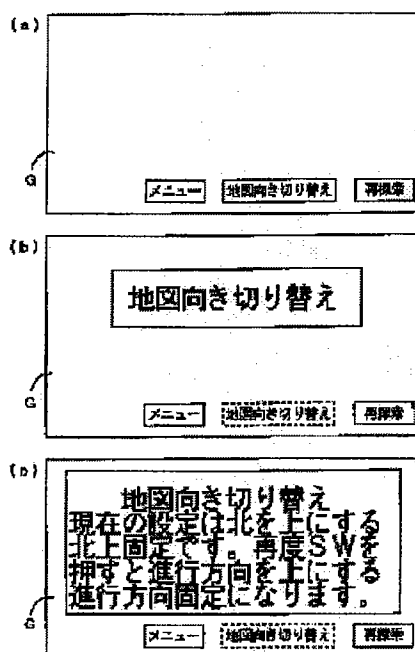 (a)
G
メニュー 地図向き切り替え 再探索
(b)
地図向き切り替え
G
メニュー 地図向き切り替え 再探索
地図向き切り替え
現在の設定は北を上にする
北上固定です。再度SWを
押すと進行方向を上にする
進行方向固定になります。
G
メニュー 地図向き切り替え 再探索